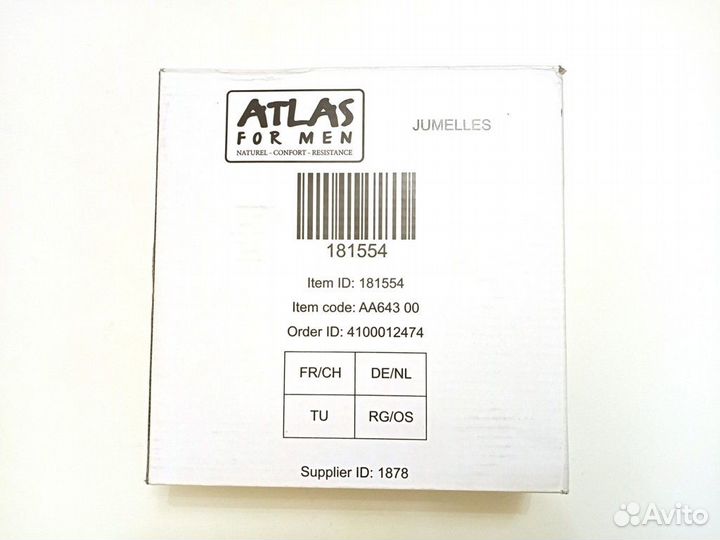 ATLAS
FOR MEN
NATUREL - CONFORT - RESISTANCE
JUMELLES
181554
Item ID: 181554
Item code: AA643 00
Order ID: 4100012474
FR/CH DE/NL
TU RG/OS
Supplier ID: 1878
Avito